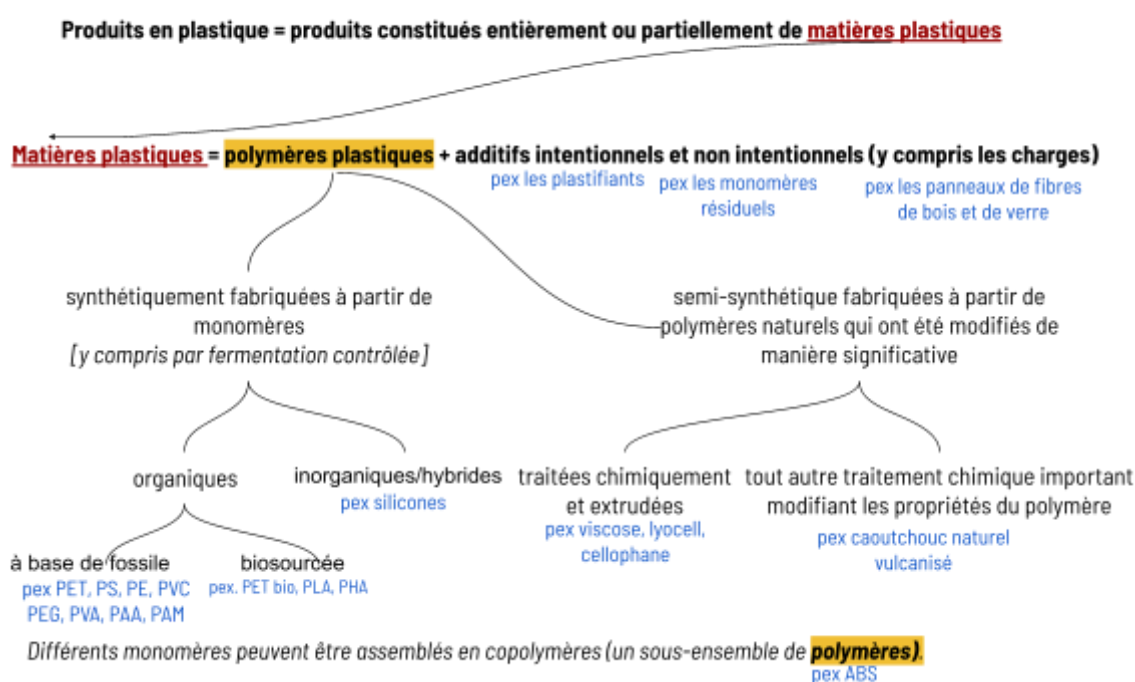 Produits en plastique = produits constitués entièrement ou partiellement de matières plastiques
Matières plastiques = polymères plastiques + additifs intentionnels et non intentionnels (y compris les charges)
pex les plastifiants
pex les monomères
résiduels
pex les panneaux de fibres
de bois et de verre
synthétiquement fabriquées à partir de
monomères
[y compris par fermentation contrôlée]
semi-synthétique fabriquées à partir de
polymères naturels qui ont été modifiés de
manière significative
organiques
inorganiques/hybrides
pex silicones
traitées chimiquement
et extrudées
pex viscose, lyocell,
cellophane
tout autre traitement chimique important
modifiant les propriétés du polymère
pex caoutchouc naturel
vulcanisé
à base de fossile
pex PET, PS, PE, PVC
PEG, PVA, PAA, PAM
biosourcée
pex. PET bio, PLA, PHA
Différents monomères peuvent être assemblés en copolymères (un sous-ensemble de polymères).
pex ABS